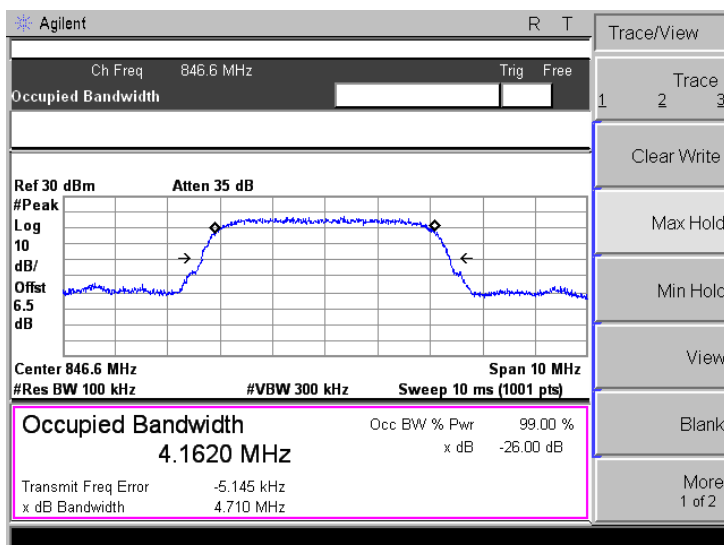 Agilent R T
Ch Freq 846.6 MHz Trig Free
Occupied Bandwidth
Ref 30 dBm Atten 35 dB
#Peak
Log
10
dB/
Offst
6.5
dB
Center 846.6 MHz Span 10 MHz
#Res BW 100 kHz #VBW 300 kHz Sweep 10 ms (1001 pts)
Occupied Bandwidth
4.1620 MHz
Occ BW % Pwr 99.00 %
x dB -26.00 dB
Transmit Freq Error -5.145 kHz
x dB Bandwidth 4.710 MHz
Trace/View
Trace
1 2 3
Clear Write
Max Hold
Min Hold
View
Blank
More
1 of 2